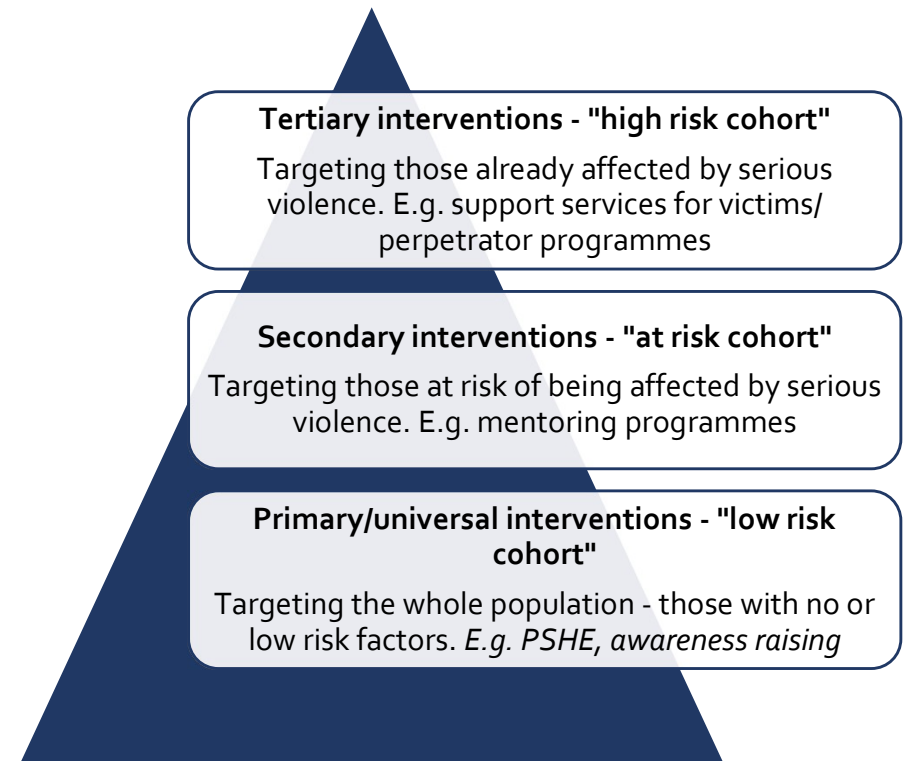 Tertiary interventions - "high risk cohort"
Targeting those already affected by serious
violence. E.g. support services for victims/
perpetrator programmes
Secondary interventions - "at risk cohort"
Targeting those at risk of being affected by serious
violence. E.g. mentoring programmes
Primary/universal interventions - "low risk
cohort"
Targeting the whole population - those with no or
low risk factors. E.g. PSHE, awareness raising